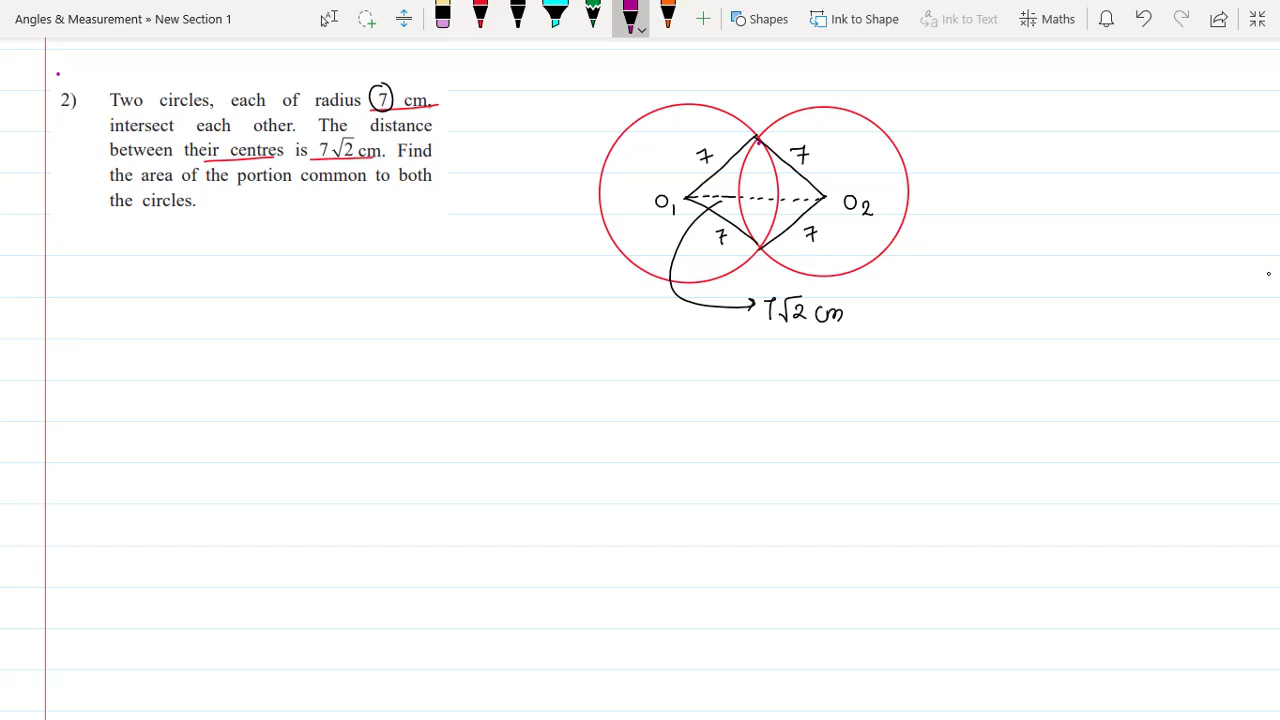 Angles & Measurement » New Section 1
Shapes
Ink to Shape
Ink to Text
Maths
2) Two circles, each of radius 7 cm,
intersect each other. The distance
between their centres is 7√2 cm. Find
the area of the portion common to both
the circles.
7 7
O1 O2
7 7
7√2 cm